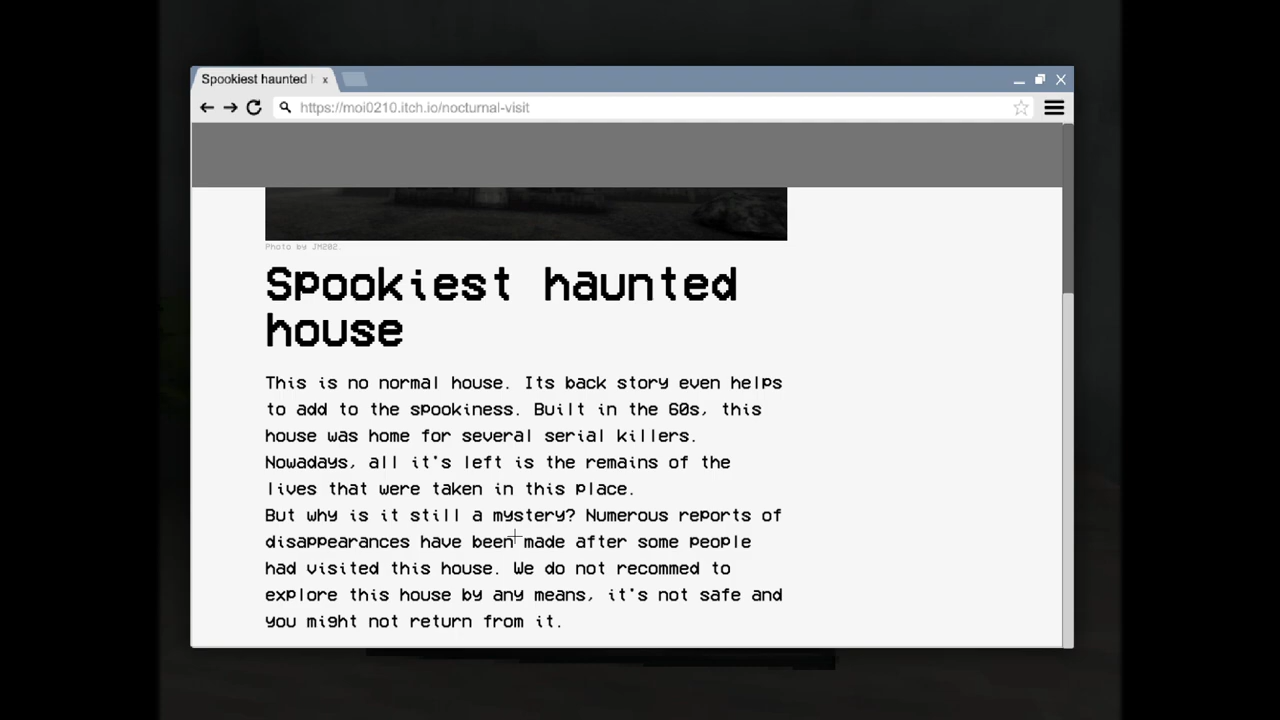 Spookiest haunted
x
https://moi0210.itch.io/nocturnal-visit
Photo by JM202.
Spookiest haunted
house
This is no normal house. Its back story even helps
to add to the spookiness. Built in the 60s, this
house was home for several serial killers.
Nowadays, all it's left is the remains of the
lives that were taken in this place.
But why is it still a mystery? Numerous reports of
disappearances have been made after some people
had visited this house. We do not recommed to
explore this house by any means, it's not safe and
you might not return from it.